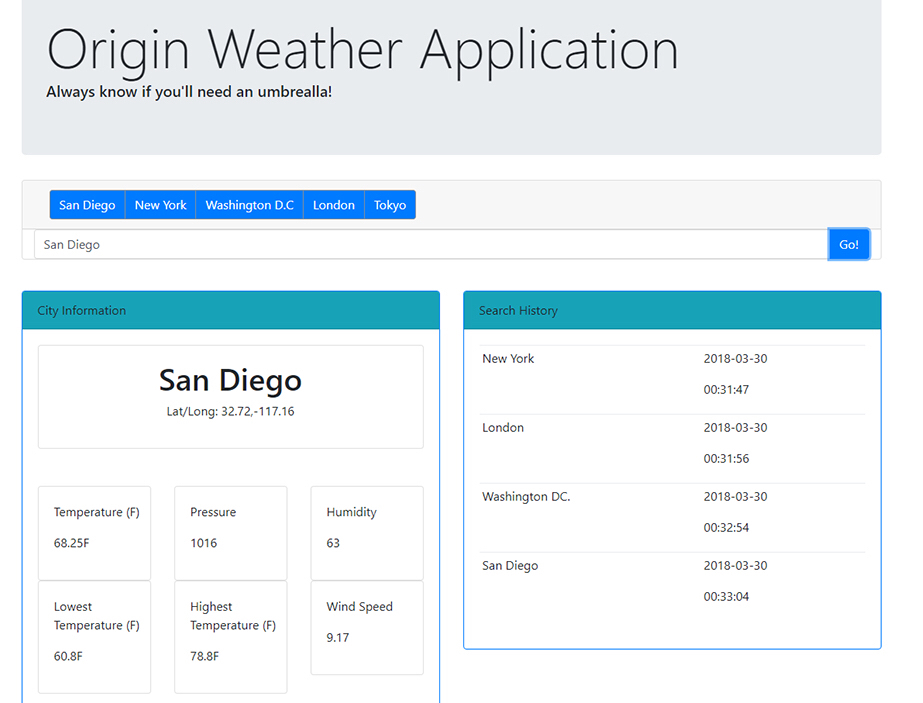 Origin Weather Application
Always know if you'll need an umbrealla!
San Diego New York Washington D.C London Tokyo
San Diego Go!
City Information
San Diego
Lat/Long: 32.72,-117.16
Temperature (F)
68.25F
Pressure
1016
Humidity
63
Lowest
Temperature (F)
60.8F
Highest
Temperature (F)
78.8F
Wind Speed
9.17
Search History
New York 2018-03-30
00:31:47
London 2018-03-30
00:31:56
Washington DC. 2018-03-30
00:32:54
San Diego 2018-03-30
00:33:04